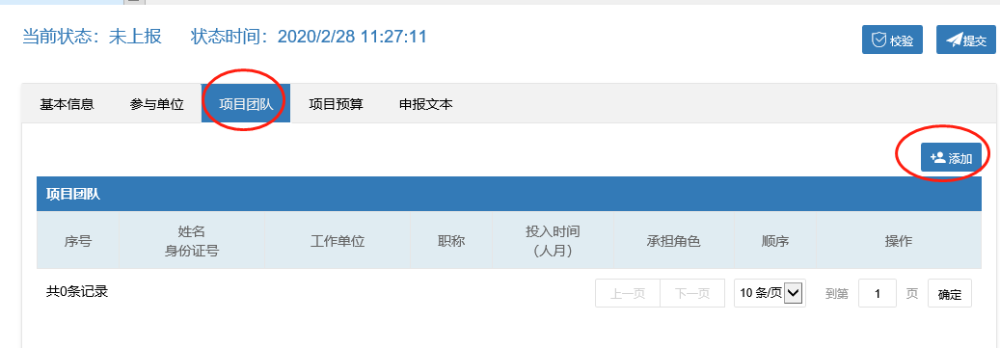 当前状态：未上报 状态时间：2020/2/28 11:27:11
校验 提交
基本信息 参与单位 项目团队 项目预算 申报文本
添加
项目团队
序号 姓名 工作单位 职称 投入时间 承担角色 顺序 操作
身份证号 （人月）
共0条记录 上一页 下一页 10 条/页 到第 1 页 确定